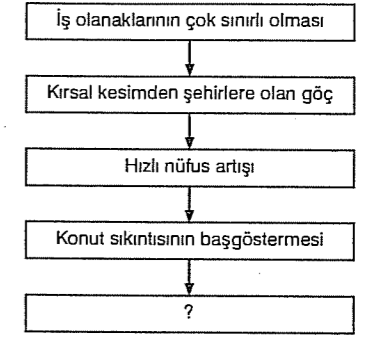 İş olanaklarının çok sınırlı olması
Kırsal kesimden şehirlere olan göç
Hızlı nüfus artışı
Konut sıkıntısının başgöstermesi
?